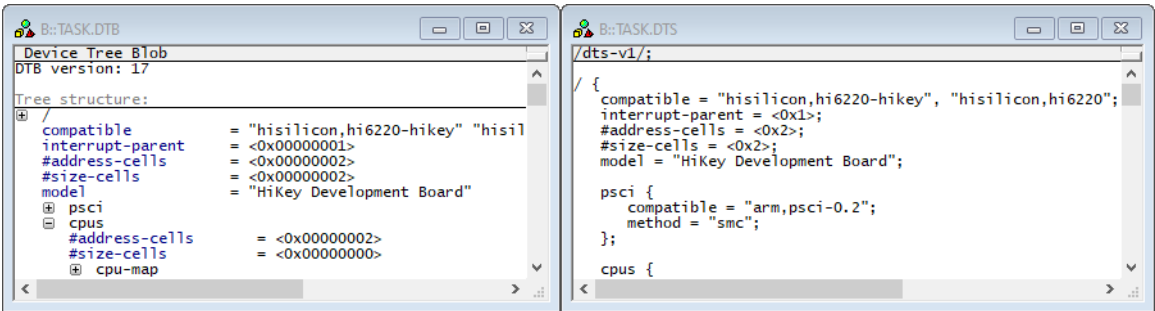 B::TASK.DTB
Device Tree Blob
DTB version: 17
Tree structure:
/
compatible = "hisilicon,hi6220-hikey" "hisil
interrupt-parent = <0x00000001>
#address-cells = <0x00000002>
#size-cells = <0x00000002>
model = "HiKey Development Board"
psci
cpus
#address-cells = <0x00000002>
#size-cells = <0x00000000>
cpu-map
B::TASK.DTS
/dts-v1/;
/ {
compatible = "hisilicon,hi6220-hikey", "hisilicon,hi6220";
interrupt-parent = <0x1>;
#address-cells = <0x2>;
#size-cells = <0x2>;
model = "HiKey Development Board";
psci {
compatible = "arm,psci-0.2";
method = "smc";
};
cpus {